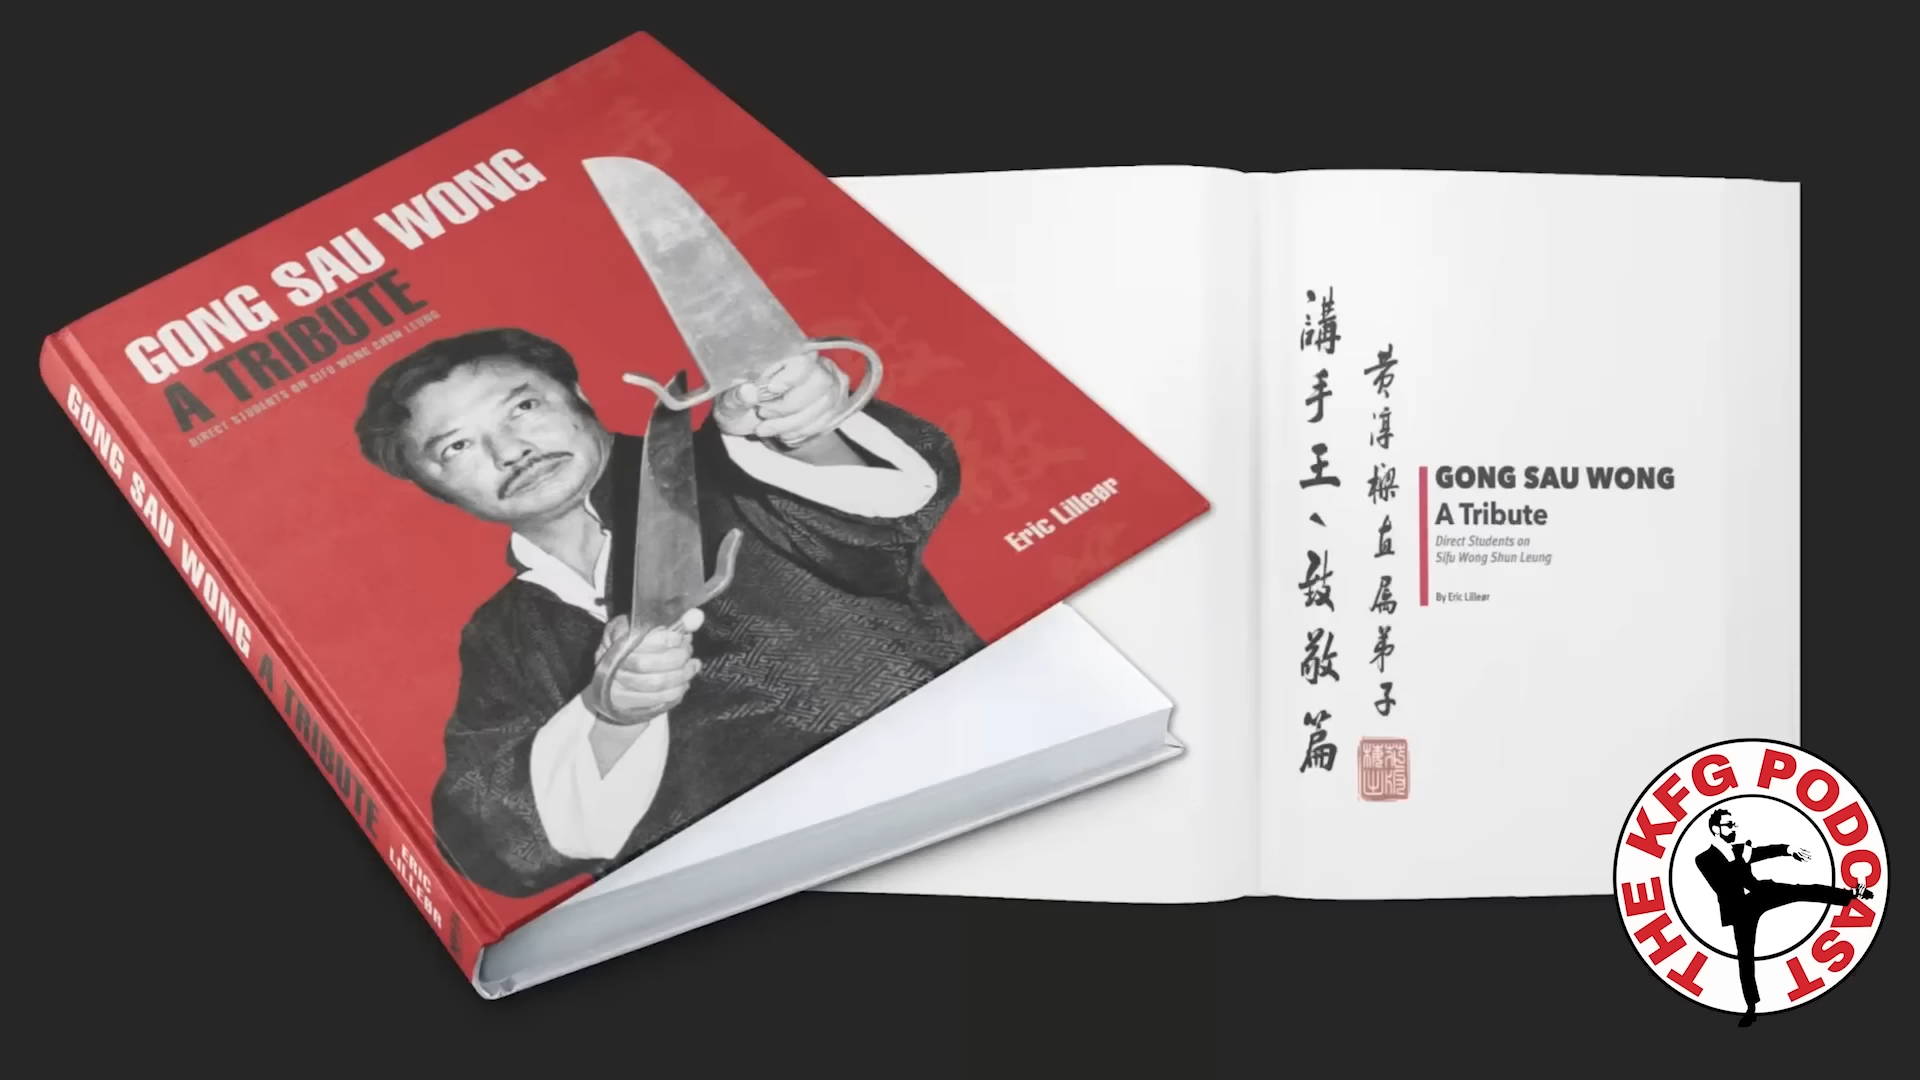 GONG SAU WONG
A TRIBUTE
DIRECT STUDENTS ON SIFU WONG SHUN LEUNG
Eric Lilleør
GONG SAU WONG A TRIBUTE
ERIC
LILLEØR
講手王、致敬篇
黃淳樑直属弟子
GONG SAU WONG
A Tribute
Direct Students on
Sifu Wong Shun Leung
By Eric Lilleør
THE KFG PODCAST